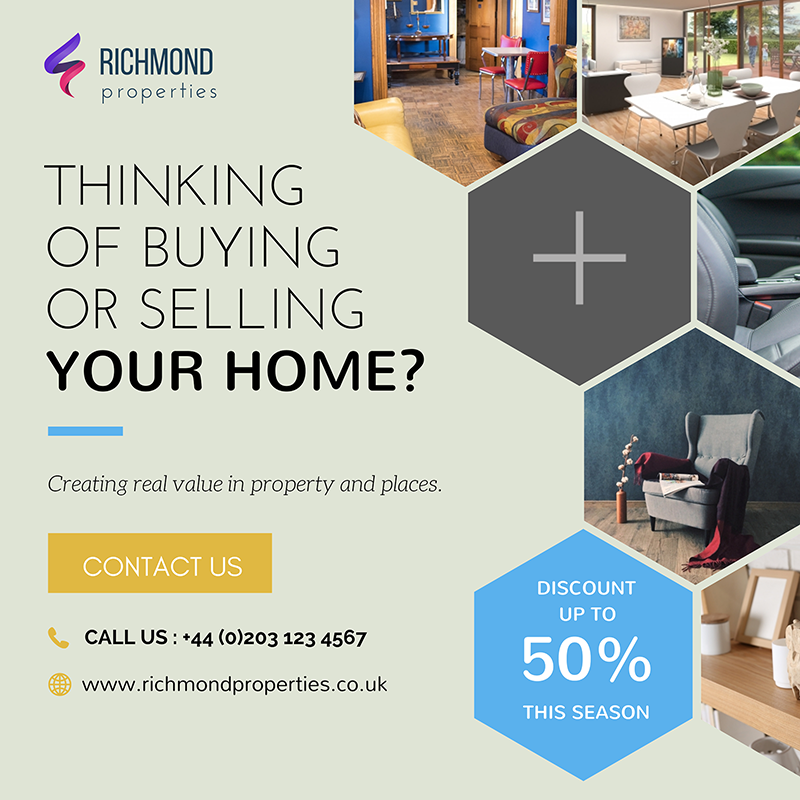 RICHMOND
properties
THINKING
OF BUYING
OR SELLING
YOUR HOME?
Creating real value in property and places.
CONTACT US
CALL US : +44 (0)203 123 4567
www.richmondproperties.co.uk
DISCOUNT
UP TO
50%
THIS SEASON